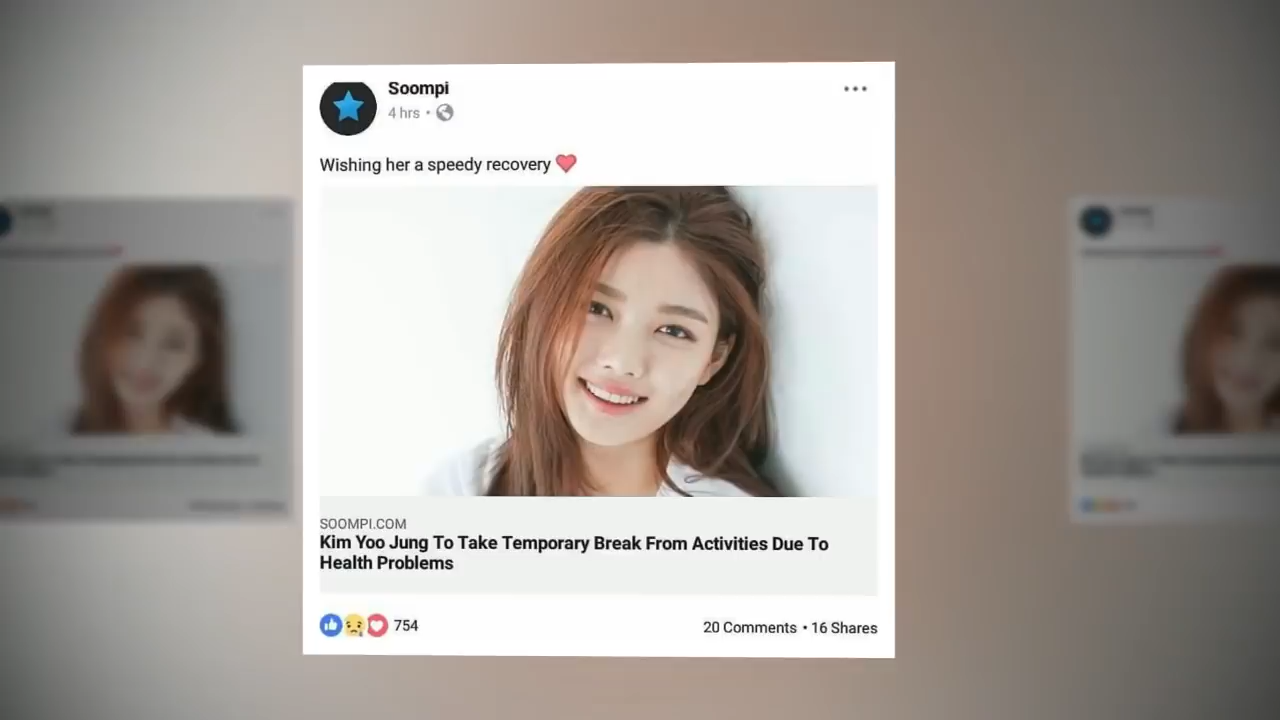 Soompi
4 hrs •
Wishing her a speedy recovery ❤️
SOOMPI.COM
Kim Yoo Jung To Take Temporary Break From Activities Due To
Health Problems
754
20 Comments • 16 Shares